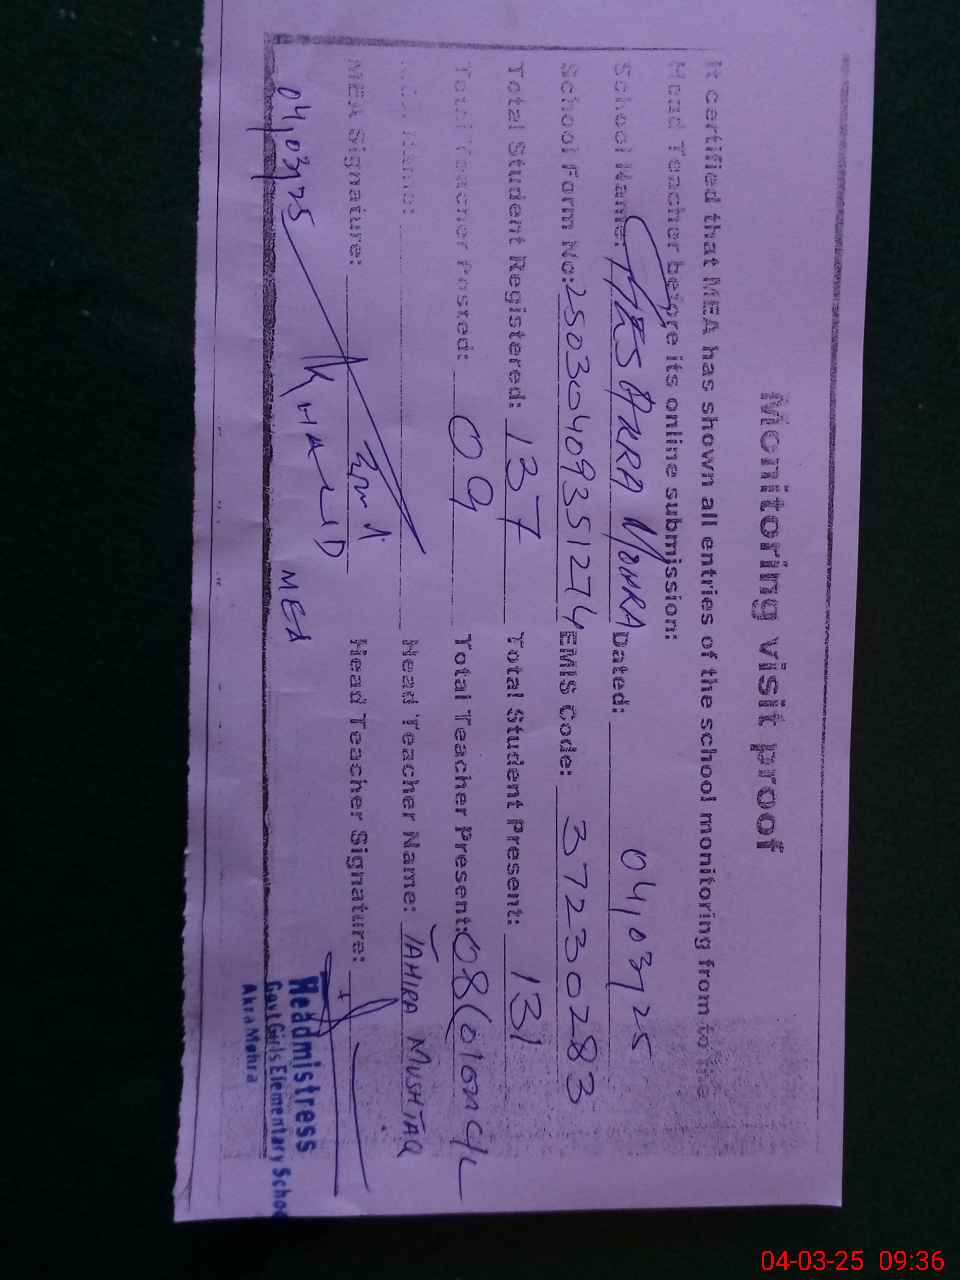 Monitoring visit proof
It certified that MEA has shown all entries of the school monitoring from to the
Head Teacher before its online submission:
School Name: GGES AKRA MOHRA Dated: 04,03,25
School Form No: 25030409351274 EMIS Code: 37230283
Total Student Registered: 137 Total Student Present: 131
Total Teacher Posted: 09 Total Teacher Present: 08 (01 on C/L
Name: Head Teacher Name: TAHIRA MUSHTAQ
MEA Signature: Head Teacher Signature:
04,03,25 KHALID MEA
Headmistress
Govt Girls Elementary School
Akra Mohra
04-03-25 09:36